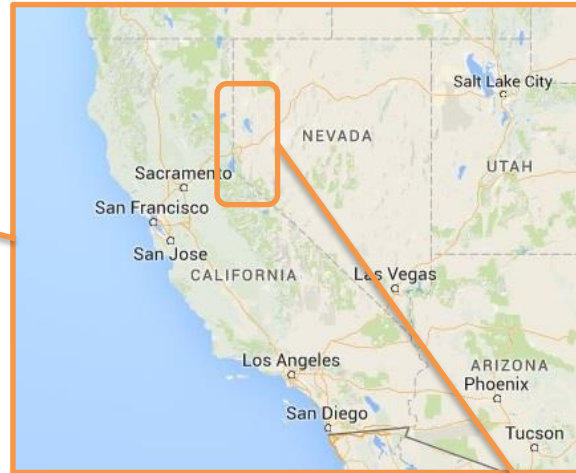 Salt Lake City
NEVADA
UTAH
Sacramento
San Francisco
San Jose
CALIFORNIA
Las Vegas
Los Angeles
ARIZONA
Phoenix
San Diego
Tucson